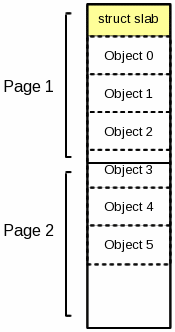 struct slab
Object 0
Page 1
Object 1
Object 2
Object 3
Object 4
Page 2
Object 5